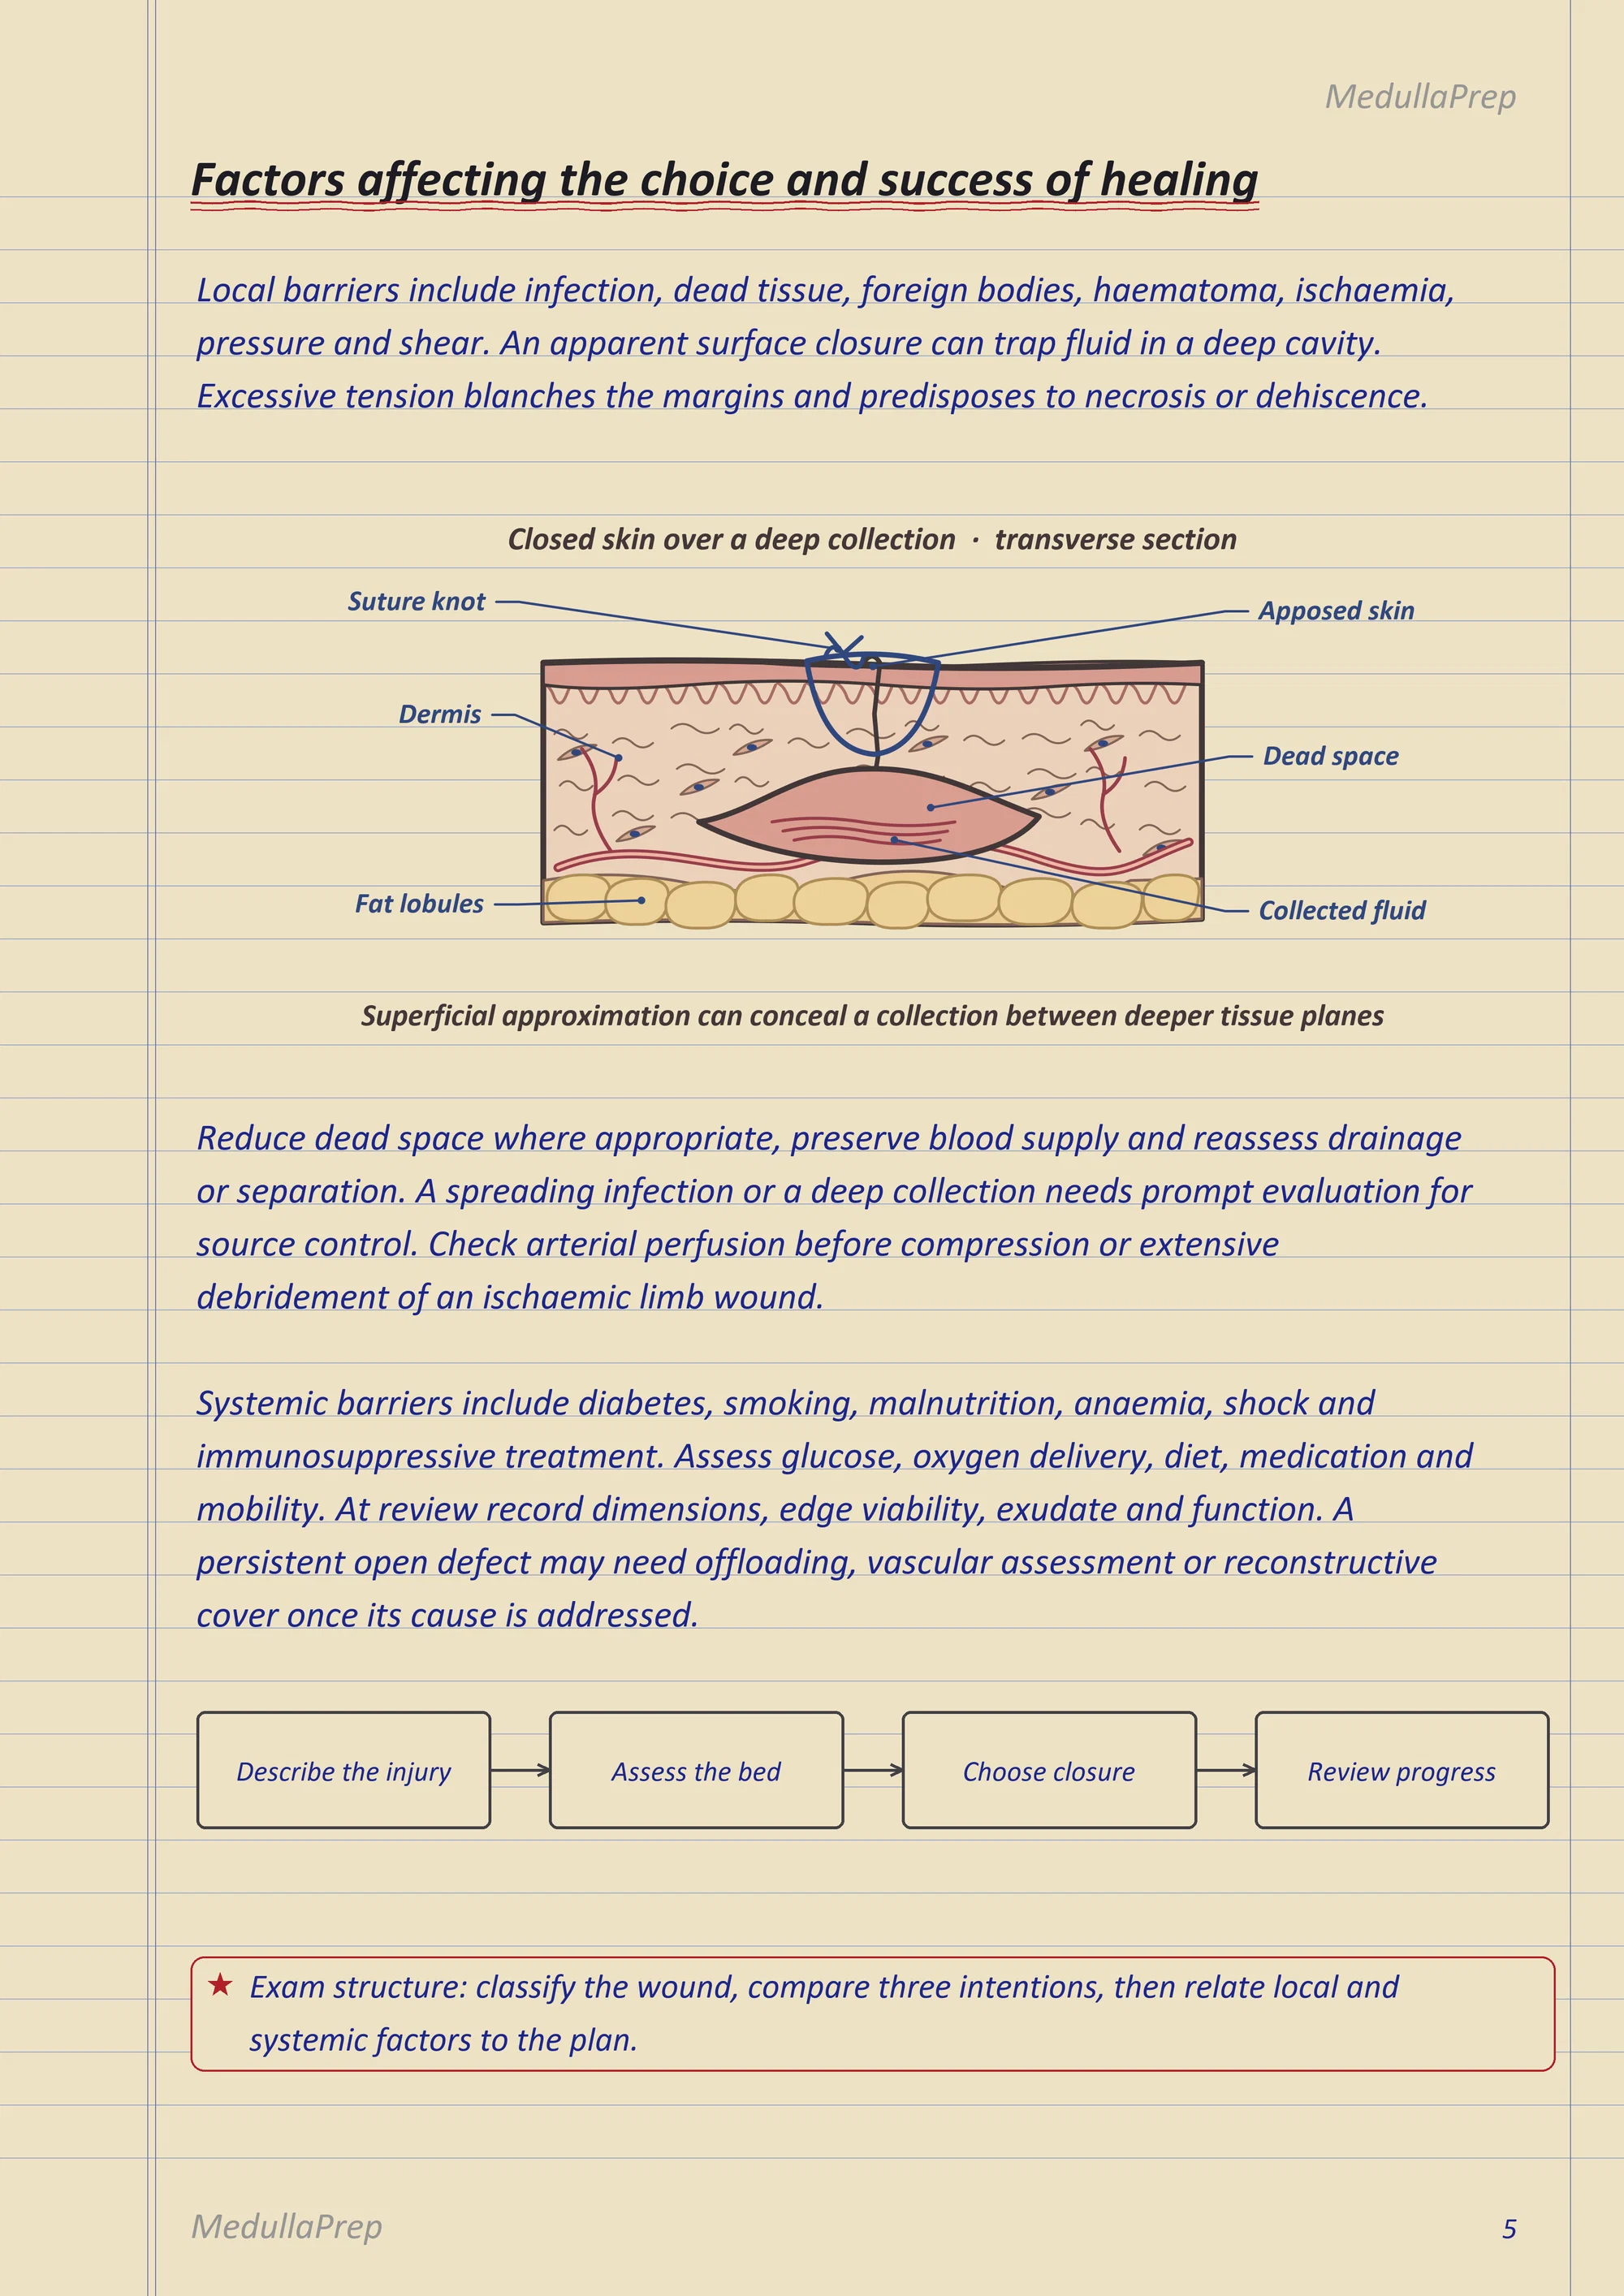 MedullaPrep
Factors affecting the choice and success of healing
Local barriers include infection, dead tissue, foreign bodies, haematoma, ischaemia,
pressure and shear. An apparent surface closure can trap fluid in a deep cavity.
Excessive tension blanches the margins and predisposes to necrosis or dehiscence.
Closed skin over a deep collection · transverse section
Suture knot
Apposed skin
Dermis
Dead space
Fat lobules
Collected fluid
Superficial approximation can conceal a collection between deeper tissue planes
Reduce dead space where appropriate, preserve blood supply and reassess drainage
or separation. A spreading infection or a deep collection needs prompt evaluation for
source control. Check arterial perfusion before compression or extensive
debridement of an ischaemic limb wound.
Systemic barriers include diabetes, smoking, malnutrition, anaemia, shock and
immunosuppressive treatment. Assess glucose, oxygen delivery, diet, medication and
mobility. At review record dimensions, edge viability, exudate and function. A
persistent open defect may need offloading, vascular assessment or reconstructive
cover once its cause is addressed.
Describe the injury
Assess the bed
Choose closure
Review progress
★ Exam structure: classify the wound, compare three intentions, then relate local and
systemic factors to the plan.
MedullaPrep
5